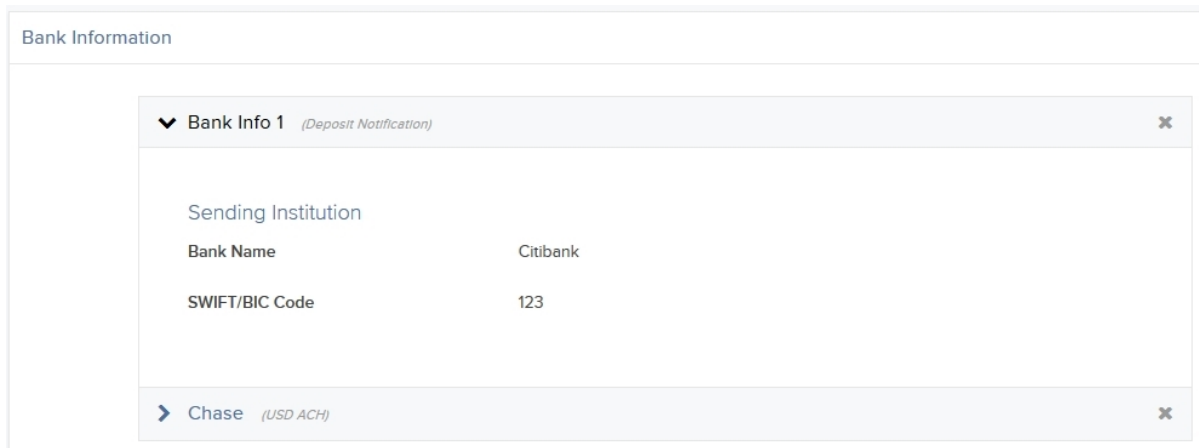 Bank Information
Bank Info 1 (Deposit Notification)
Sending Institution
Bank Name Citibank
SWIFT/BIC Code 123
Chase (USD ACH)